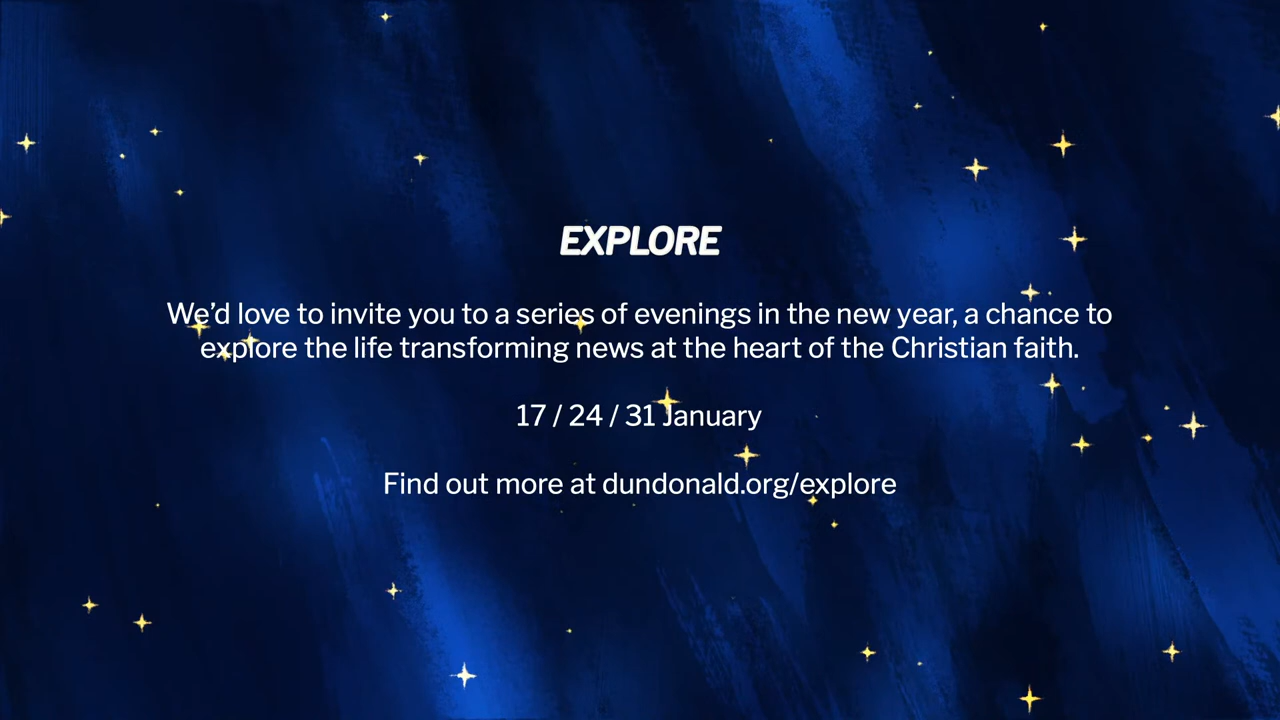 EXPLORE
We’d love to invite you to a series of evenings in the new year, a chance to
explore the life transforming news at the heart of the Christian faith.
17 / 24 / 31 January
Find out more at dundonald.org/explore